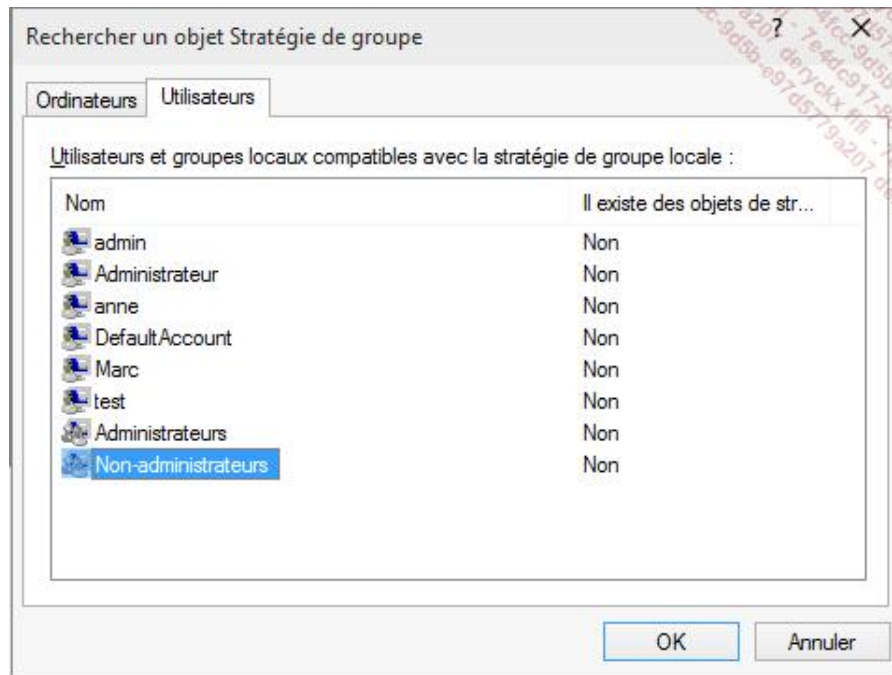 Rechercher un objet Stratégie de groupe
Ordinateurs Utilisateurs
Utilisateurs et groupes locaux compatibles avec la stratégie de groupe locale :
Nom Il existe des objets de str...
admin Non
Administrateur Non
anne Non
DefaultAccount Non
Marc Non
test Non
Administrateurs Non
Non-administrateurs Non
OK Annuler